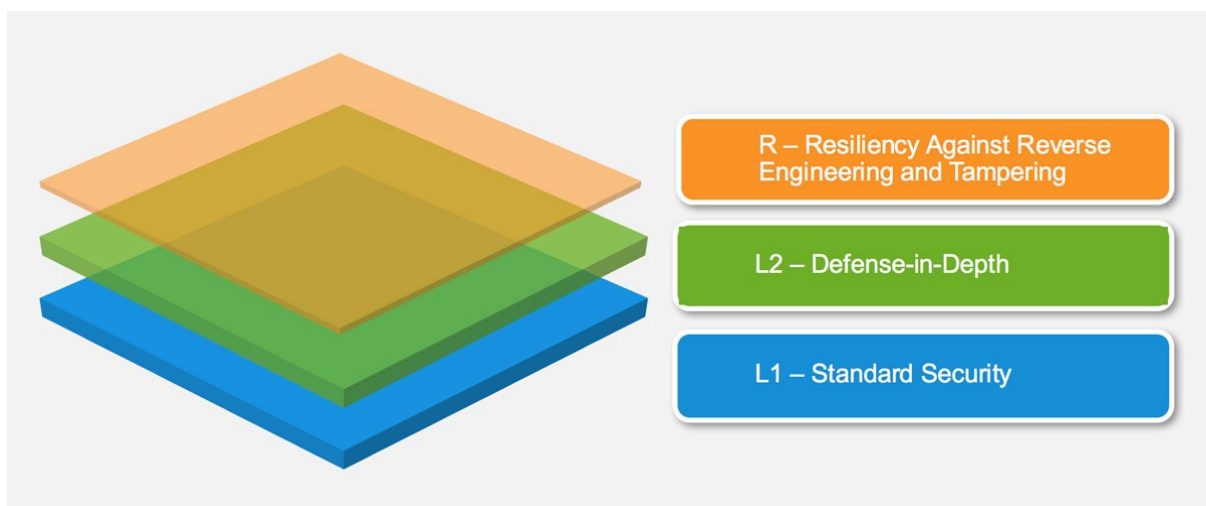 R – Resiliency Against Reverse
Engineering and Tampering
L2 – Defense-in-Depth
L1 – Standard Security